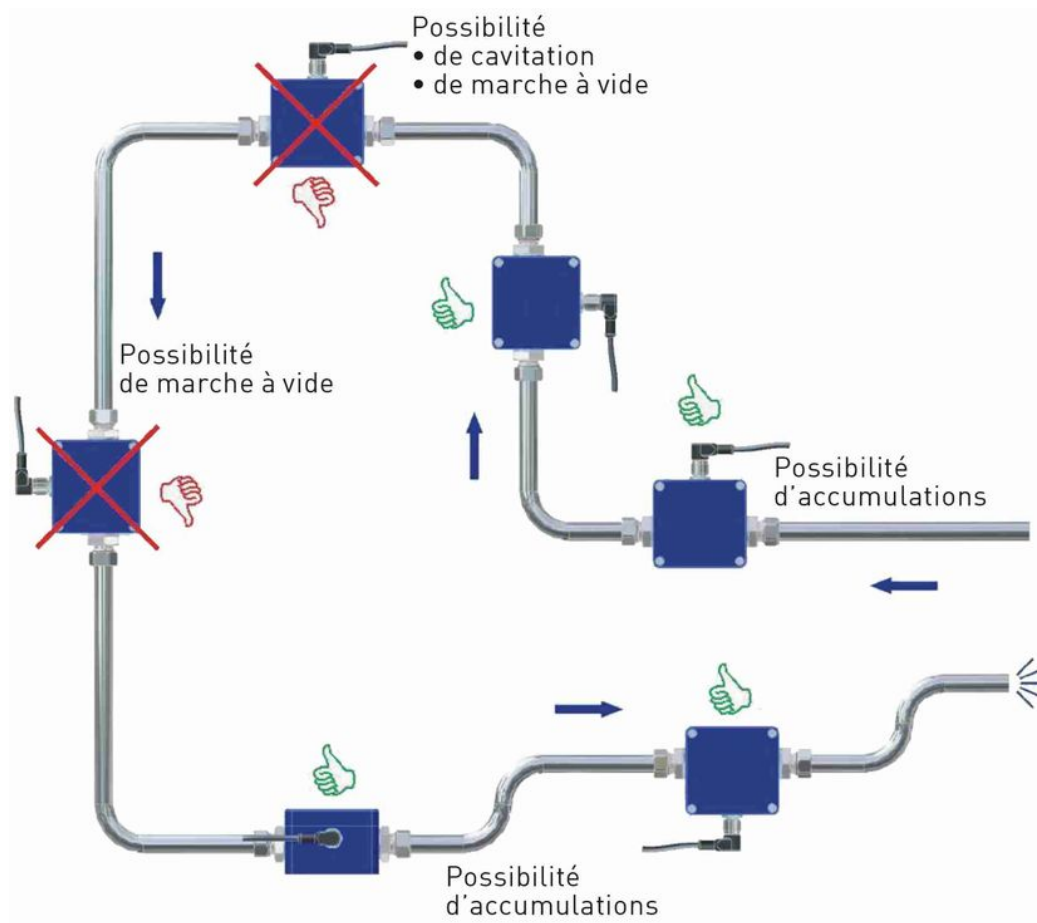 Possibilité
• de cavitation
• de marche à vide
Possibilité
de marche à vide
Possibilité
d’accumulations
Possibilité
d’accumulations